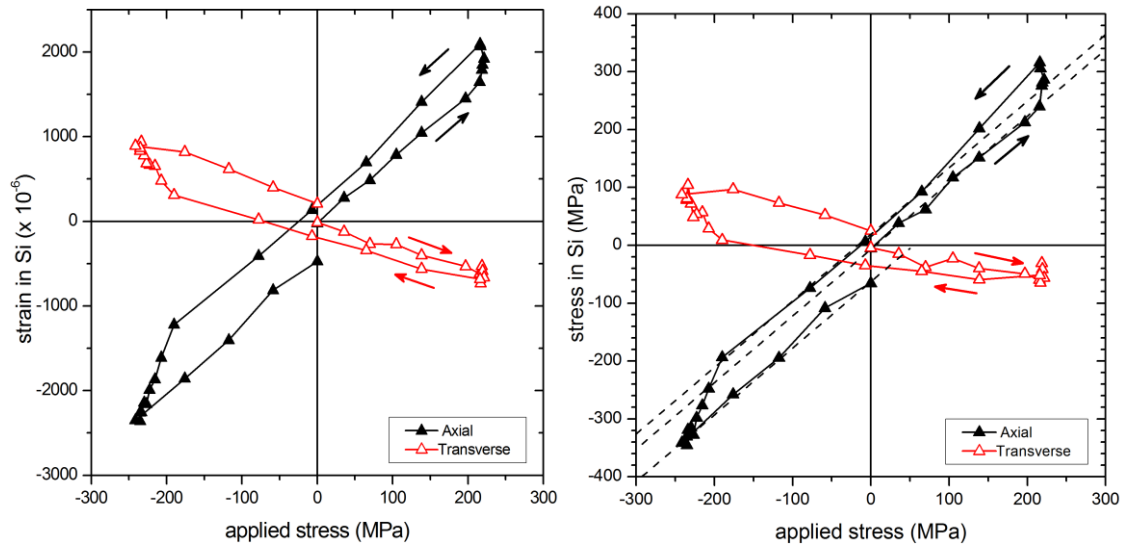 2000
1000
0
-1000
-2000
-3000
strain in Si (x 10⁻⁶)
-300 -200 -100 0 100 200 300
applied stress (MPa)
Axial
Transverse
400
300
200
100
0
-100
-200
-300
-400
stress in Si (MPa)
-300 -200 -100 0 100 200 300
applied stress (MPa)
Axial
Transverse